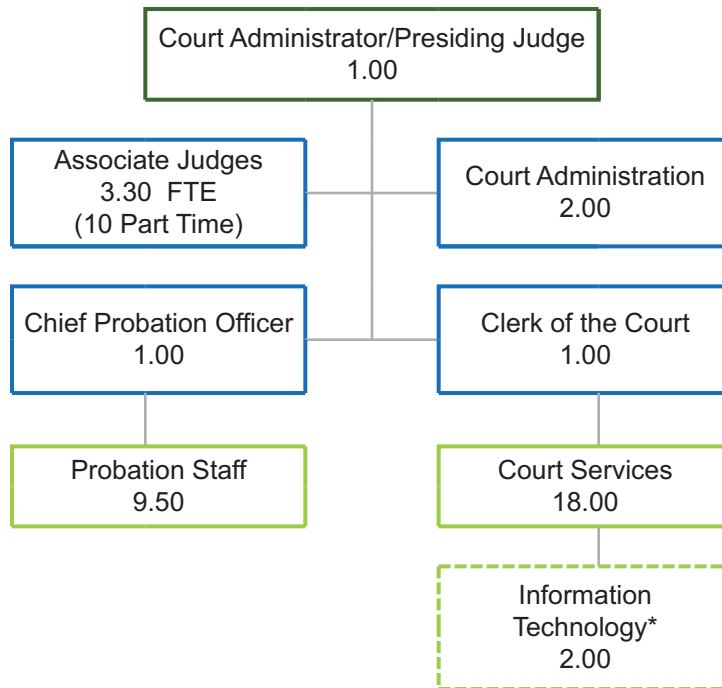 Court Administrator/Presiding Judge
1.00
Associate Judges
3.30 FTE
(10 Part Time)
Court Administration
2.00
Chief Probation Officer
1.00
Clerk of the Court
1.00
Probation Staff
9.50
Court Services
18.00
Information
Technology*
2.00